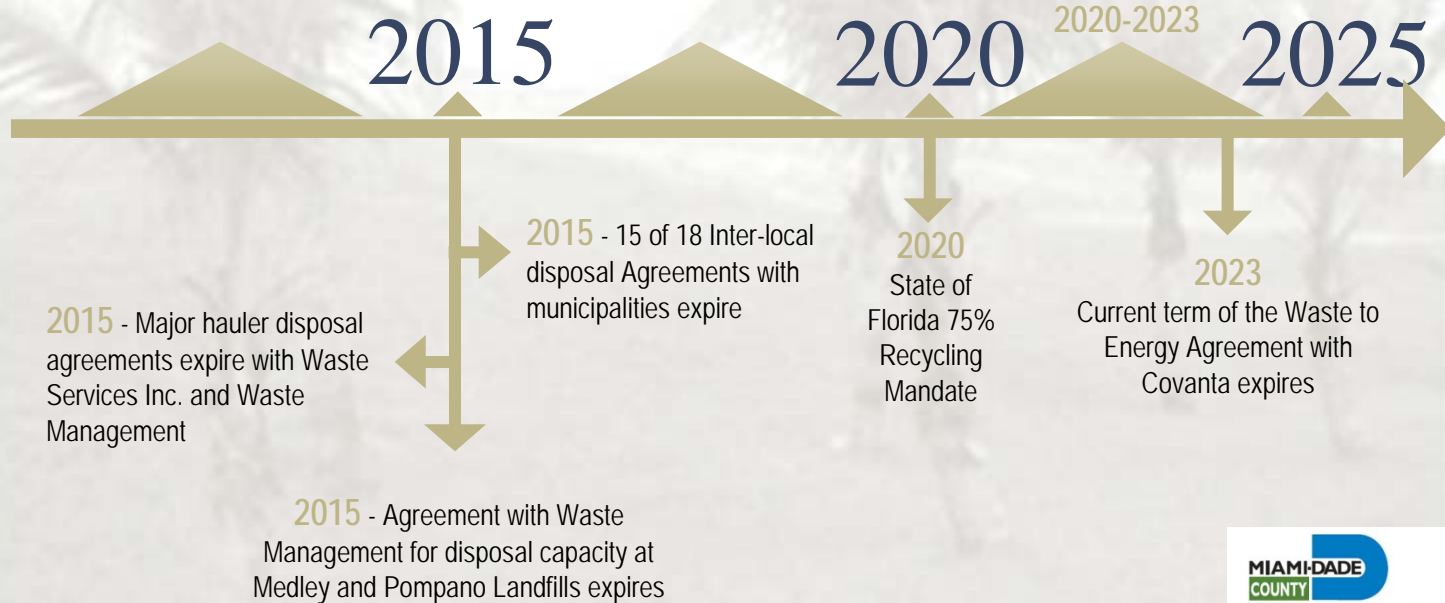 2015
2020
2020-2023
2025
2015 - Major hauler disposal
agreements expire with Waste
Services Inc. and Waste
Management
2015 - 15 of 18 Inter-local
disposal Agreements with
municipalities expire
2015 - Agreement with Waste
Management for disposal capacity at
Medley and Pompano Landfills expires
2020
State of
Florida 75%
Recycling
Mandate
2023
Current term of the Waste to
Energy Agreement with
Covanta expires
MIAMI-DADE
COUNTY